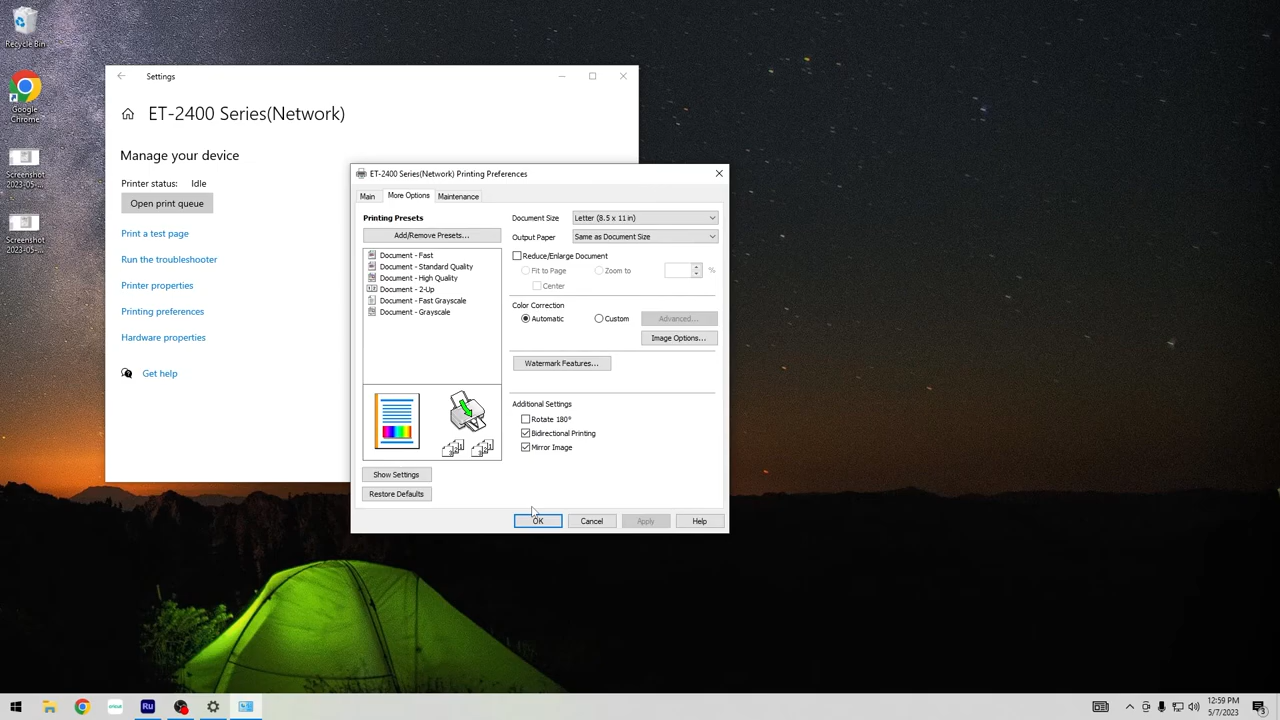 Recycle Bin
Google
Chrome
Screenshot
2023-05-...
Screenshot
2023-05-...
Settings
ET-2400 Series(Network)
Manage your device
Printer status: Idle
Open print queue
Print a test page
Run the troubleshooter
Printer properties
Printing preferences
Hardware properties
Get help
ET-2400 Series(Network) Printing Preferences
Main More Options Maintenance
Printing Presets
Add/Remove Presets...
Document - Fast
Document - Standard Quality
Document - High Quality
Document - 2-Up
Document - Fast Grayscale
Document - Grayscale
Show Settings
Restore Defaults
Document Size Letter (8.5 x 11 in)
Output Paper Same as Document Size
Reduce/Enlarge Document
Fit to Page Zoom to %
Center
Color Correction
Automatic Custom Advanced...
Image Options...
Watermark Features...
Additional Settings
Rotate 180°
Bidirectional Printing
Mirror Image
OK Cancel Apply Help
Ru
12:59 PM
5/7/2023
3